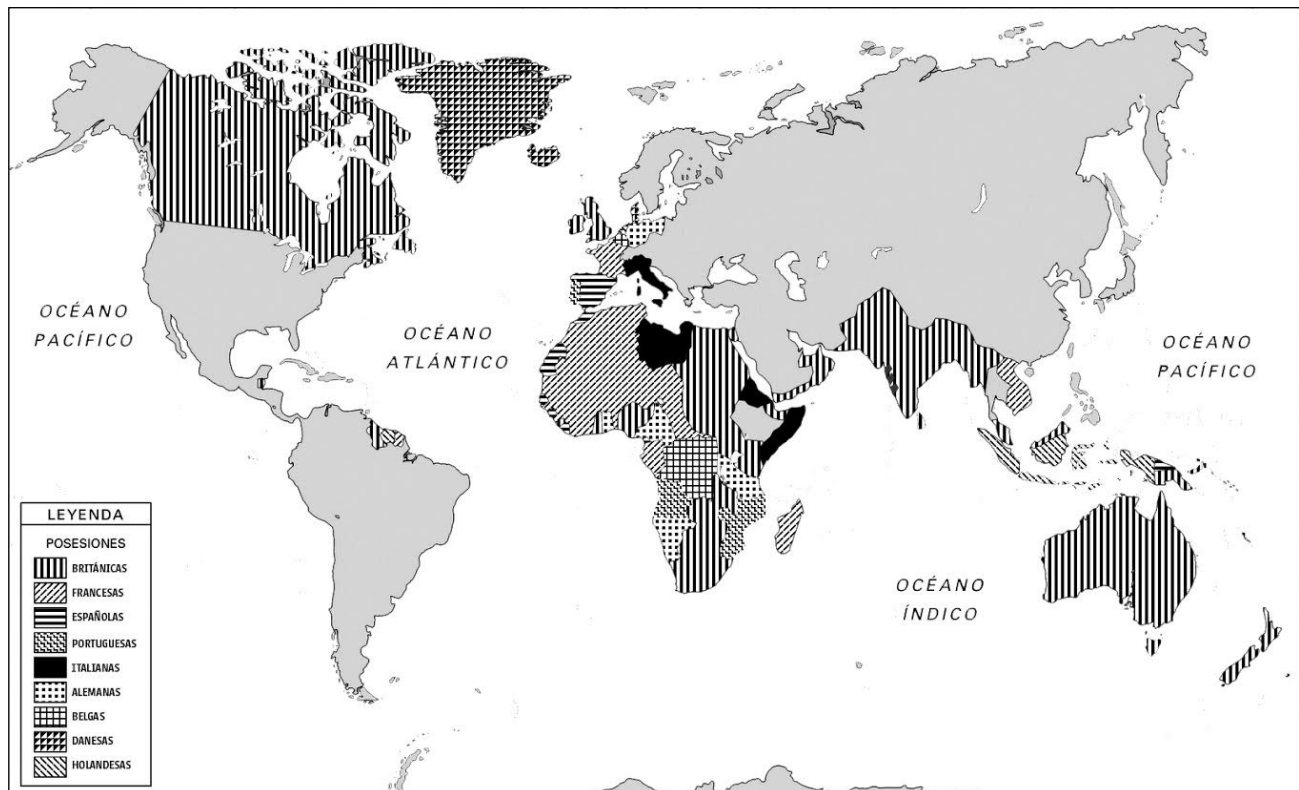 OCÉANO
PACÍFICO
OCÉANO
ATLÁNTICO
OCÉANO
PACÍFICO
OCÉANO
ÍNDICO
LEYENDA
POSESIONES
BRITÁNICAS
FRANCESAS
ESPAÑOLAS
PORTUGUESAS
ITALIANAS
ALEMANAS
BELGAS
DANESAS
HOLANDESAS